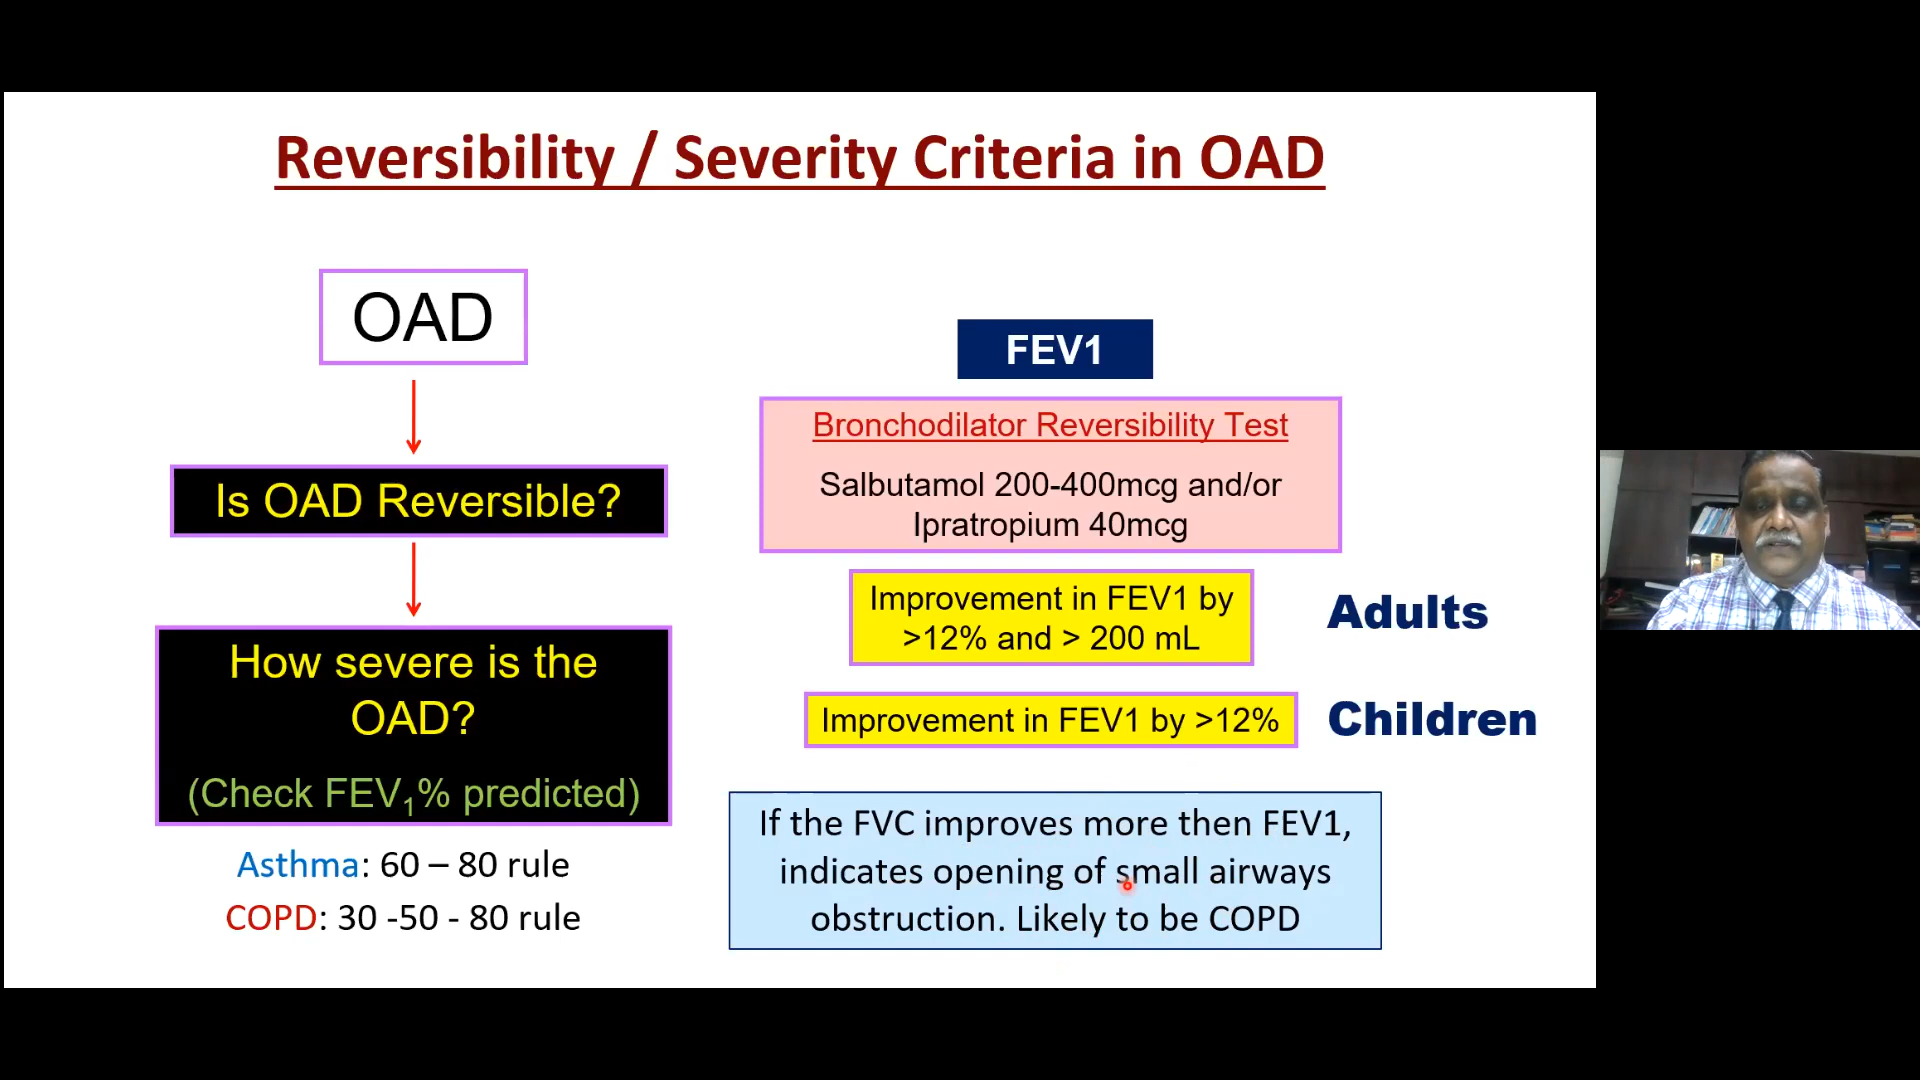 Reversibility / Severity Criteria in OAD
OAD
Is OAD Reversible?
How severe is the
OAD?
(Check FEV₁% predicted)
Asthma: 60 – 80 rule
COPD: 30 -50 - 80 rule
FEV1
Bronchodilator Reversibility Test
Salbutamol 200-400mcg and/or
Ipratropium 40mcg
Improvement in FEV1 by
>12% and > 200 mL
Adults
Improvement in FEV1 by >12%
Children
If the FVC improves more then FEV1,
indicates opening of small airways
obstruction. Likely to be COPD